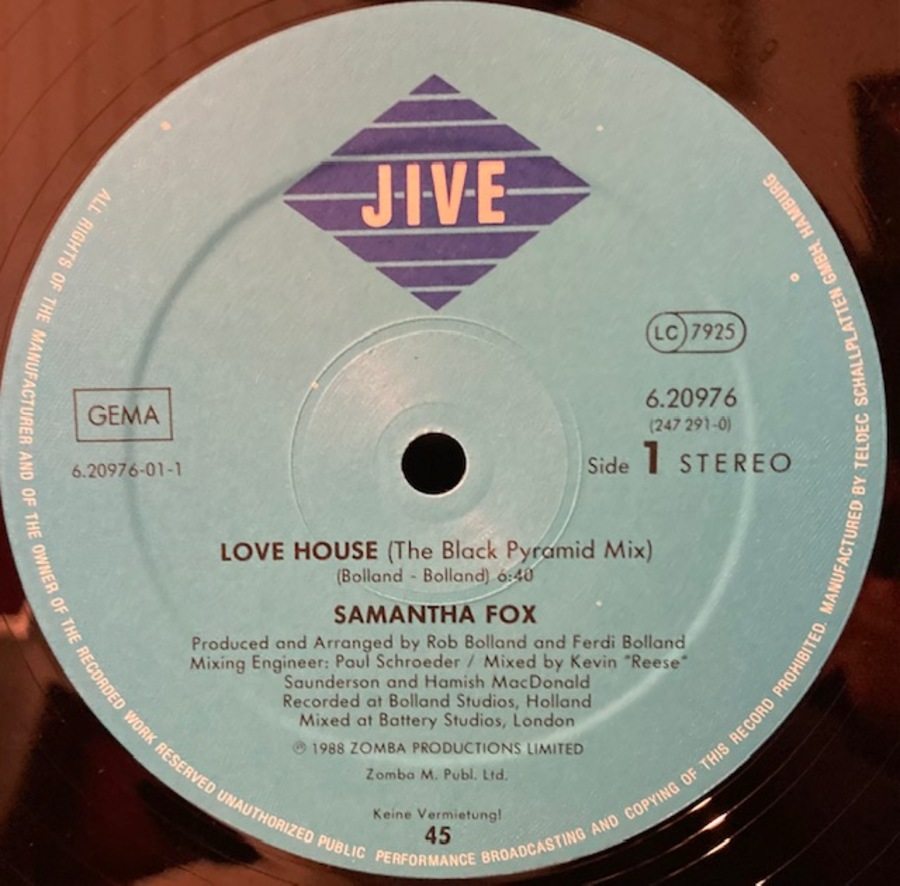 JIVE
LC 7925
GEMA
6.20976
(247 291-0)
6.20976-01-1
Side 1 STEREO
LOVE HOUSE (The Black Pyramid Mix)
(Bolland - Bolland) 6:40
SAMANTHA FOX
Produced and Arranged by Rob Bolland and Ferdi Bolland
Mixing Engineer: Paul Schroeder / Mixed by Kevin "Reese"
Saunderson and Hamish MacDonald
Recorded at Bolland Studios, Holland
Mixed at Battery Studios, London
℗ 1988 ZOMBA PRODUCTIONS LIMITED
Zomba M. Publ. Ltd.
Keine Vermietung!
45
ALL RIGHTS OF THE MANUFACTURER AND OF THE OWNER OF THE RECORDED WORK RESERVED UNAUTHORIZED PUBLIC PERFORMANCE BROADCASTING AND COPYING OF THIS RECORD PROHIBITED. MANUFACTURED BY TELDEC SCHALLPLATTEN GMBH, HAMBURG